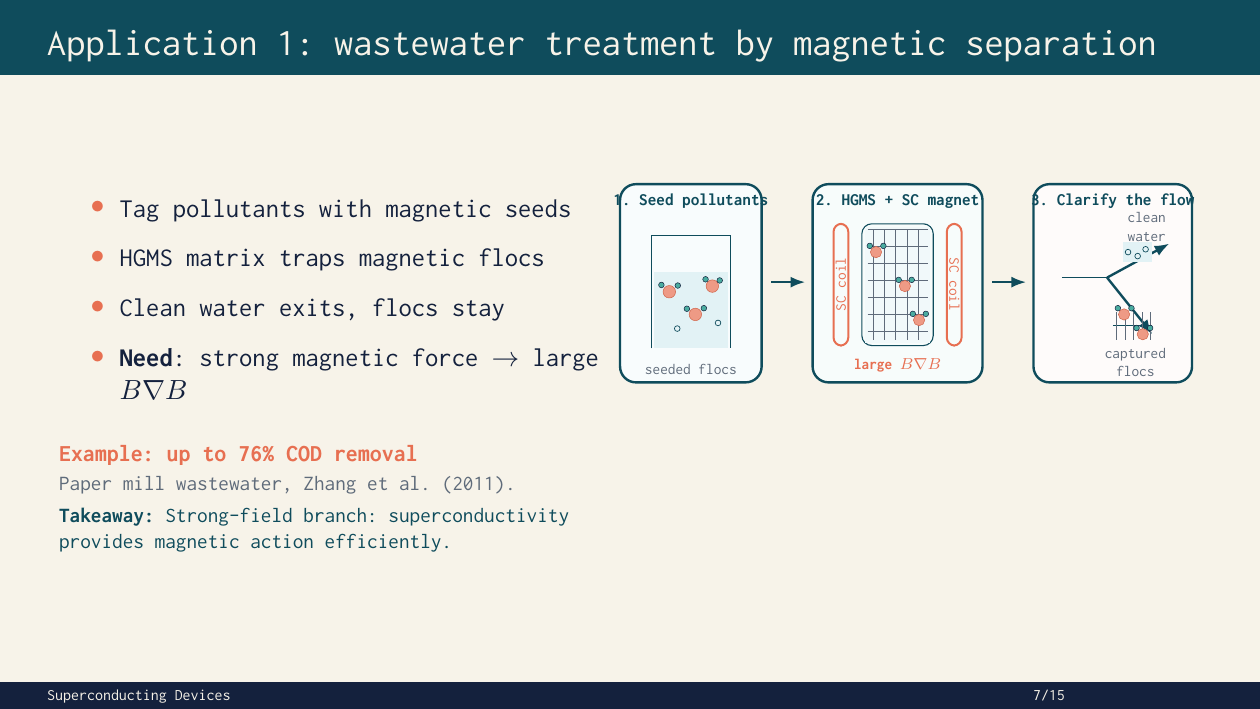 Application 1: wastewater treatment by magnetic separation
Tag pollutants with magnetic seeds
HGMS matrix traps magnetic flocs
Clean water exits, flocs stay
Need: strong magnetic force → large
B∇B
Example: up to 76% COD removal
Paper mill wastewater, Zhang et al. (2011).
Takeaway: Strong-field branch: superconductivity
provides magnetic action efficiently.
1. Seed pollutants
seeded flocs
2. HGMS + SC magnet
SC coil
SC coil
large B∇B
3. Clarify the flow
clean
water
captured
flocs
Superconducting Devices
7/15